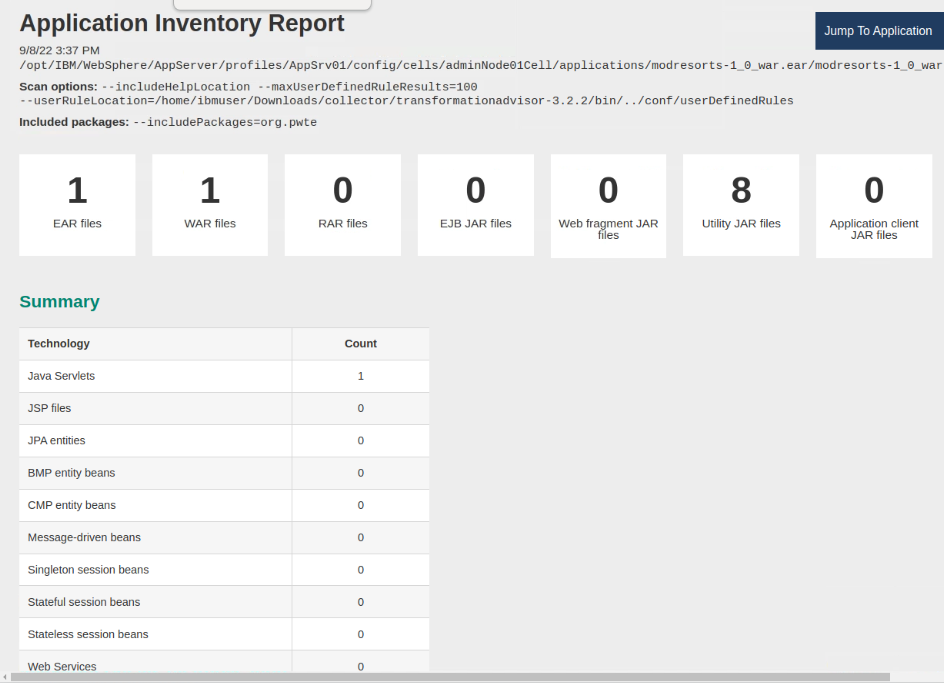 Application Inventory Report
Jump To Application
9/8/22 3:37 PM
/opt/IBM/WebSphere/AppServer/profiles/AppSrv01/config/cells/adminNode01Cell/applications/modresorts-1_0_war.ear/modresorts-1_0_war
Scan options: --includeHelpLocation --maxUserDefinedRuleResults=100
--userRuleLocation=/home/ibmuser/Downloads/collector/transformationadvisor-3.2.2/bin/../conf/userDefinedRules
Included packages: --includePackages=org.pwte
1
EAR files
1
WAR files
0
RAR files
0
EJB JAR files
0
Web fragment JAR
files
8
Utility JAR files
0
Application client
JAR files
Summary
Technology Count
Java Servlets 1
JSP files 0
JPA entities 0
BMP entity beans 0
CMP entity beans 0
Message-driven beans 0
Singleton session beans 0
Stateful session beans 0
Stateless session beans 0
Web Services 0